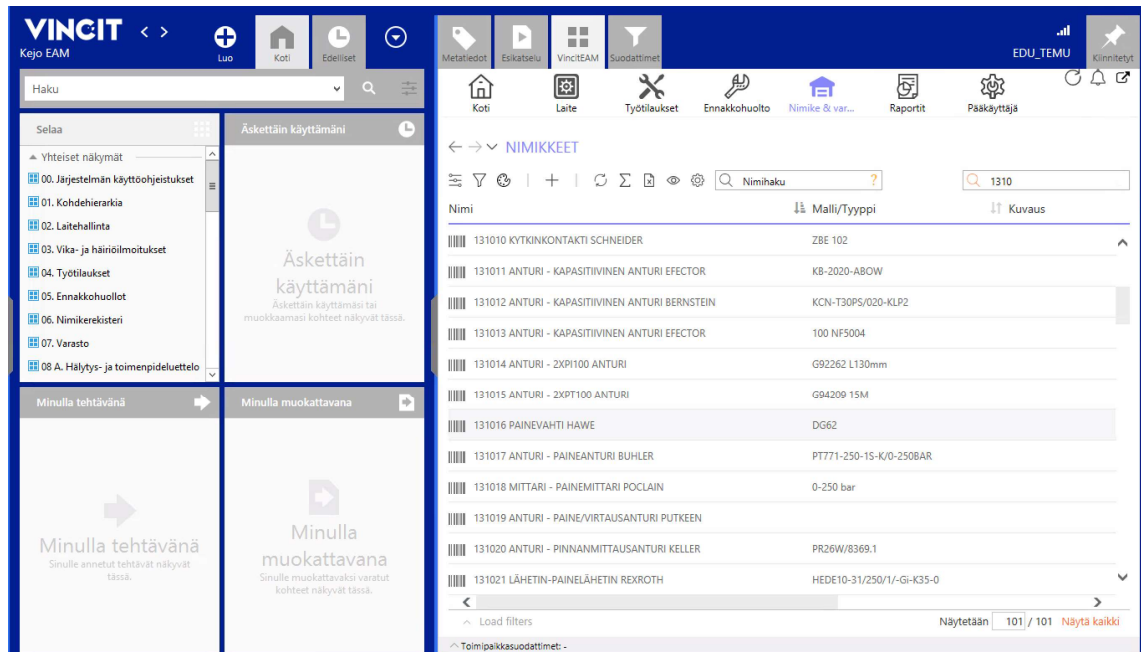 VINCIT < >
Kejo EAM
Luo
Koti
Edelliset
Metatiedot
Esikatselu
VincitEAM
Suodattimet
EDU_TEMU
Kiinnitetyt
Haku
Koti
Laite
Työtilaukset
Ennakkohuolto
Nimike & var...
Raportit
Pääkäyttäjä
Selaa
Yhteiset näkymät
00. Järjestelmän käyttöohjeistukset
01. Kohdehierarkia
02. Laitehallinta
03. Vika- ja häiriöilmoitukset
04. Työtilaukset
05. Ennakkohuollot
06. Nimikerekisteri
07. Varasto
08 A. Hälytys- ja toimenpideluettelo
Äskettäin käyttämäni
Äskettäin
käyttämäni
Äskettäin käyttämäsi tai
muokkaamasi kohteet näkyvät tässä.
Minulla tehtävänä
Minulla tehtävänä
Sinulle annetut tehtävät näkyvät
tässä.
Minulla muokattavana
Minulla
muokattavana
Sinulle muokattavaksi varatut
kohteet näkyvät tässä.
NIMIKKEET
Nimihaku ?
1310
Nimi Malli/Tyyppi Kuvaus
131010 KYTKINKONTAKTI SCHNEIDER ZBE 102
131011 ANTURI - KAPASITIIVINEN ANTURI EFECTOR KB-2020-ABOW
131012 ANTURI - KAPASITIIVINEN ANTURI BERNSTEIN KCN-T30PS/020-KLP2
131013 ANTURI - KAPASITIIVINEN ANTURI EFECTOR 100 NF5004
131014 ANTURI - 2XPI100 ANTURI G92262 L130mm
131015 ANTURI - 2XPT100 ANTURI G94209 15M
131016 PAINEVAHTI HAWE DG62
131017 ANTURI - PAINEANTURI BUHLER PT771-250-1S-K/0-250BAR
131018 MITTARI - PAINEMITTARI POCLAIN 0-250 bar
131019 ANTURI - PAINE/VIRTAUSANTURI PUTKEEN
131020 ANTURI - PINNANMITTAUSANTURI KELLER PR26W/8369.1
131021 LÄHETIN-PAINELÄHETIN REXROTH HEDE10-31/250/1/-Gi-K35-0
Load filters
Näytetään 101 / 101 Näytä kaikki
Toimipaikkasuodattimet: -